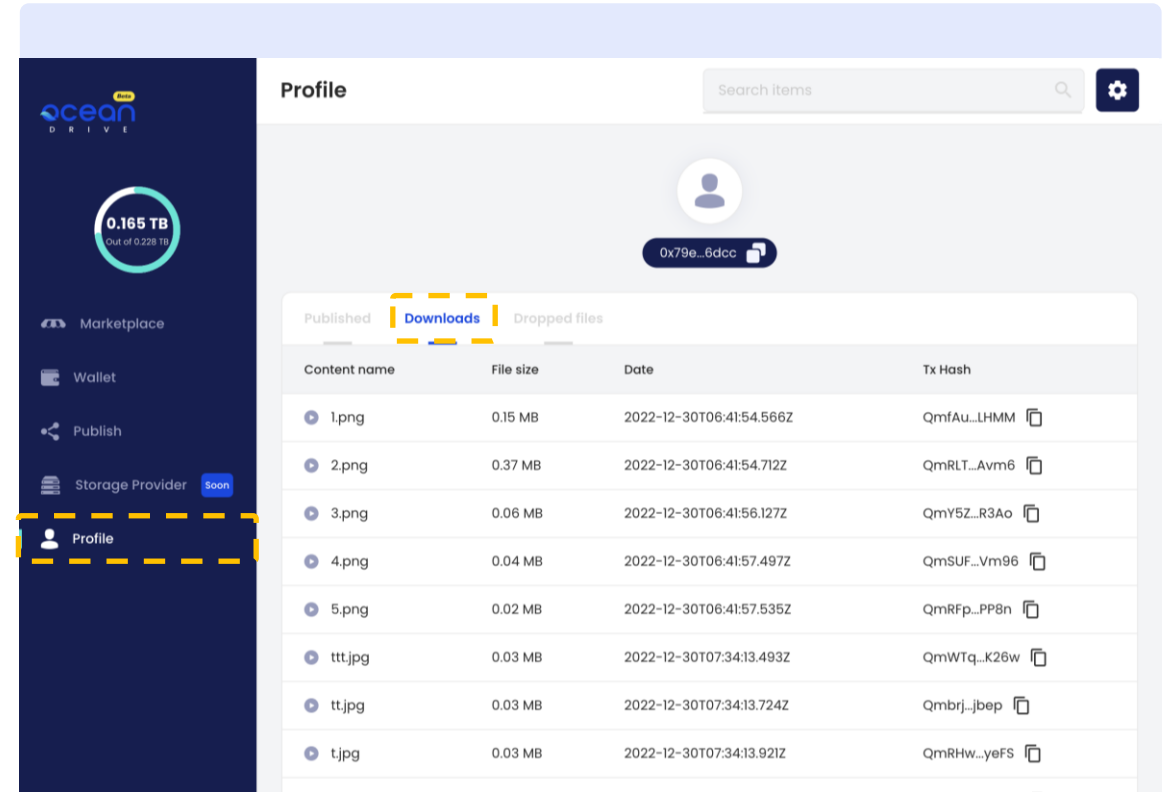 Beta
ocean
DRIVE
0.165 TB
Out of 0.228 TB
Marketplace
Wallet
Publish
Storage Provider Soon
Profile
Profile
Search items
0x79e...6dcc
Published Downloads Dropped files
Content name File size Date Tx Hash
1.png 0.15 MB 2022-12-30T06:41:54.566Z QmfAu...LHMM
2.png 0.37 MB 2022-12-30T06:41:54.712Z QmRLT...Avm6
3.png 0.06 MB 2022-12-30T06:41:56.127Z QmY5Z...R3Ao
4.png 0.04 MB 2022-12-30T06:41:57.497Z QmSUF...Vm96
5.png 0.02 MB 2022-12-30T06:41:57.535Z QmRFp...PP8n
ttt.jpg 0.03 MB 2022-12-30T07:34:13.493Z QmWTq...K26w
tt.jpg 0.03 MB 2022-12-30T07:34:13.724Z Qmbrj...jbep
t.jpg 0.03 MB 2022-12-30T07:34:13.921Z QmRHw...yeFS